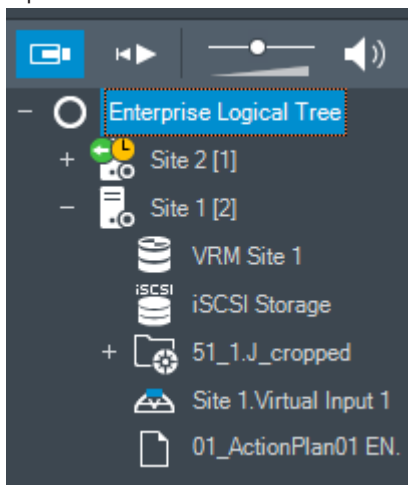 Enterprise Logical Tree
Site 2 [1]
Site 1 [2]
VRM Site 1
iSCSI
iSCSI Storage
51_1.J_cropped
Site 1.Virtual Input 1
01_ActionPlan01 EN.